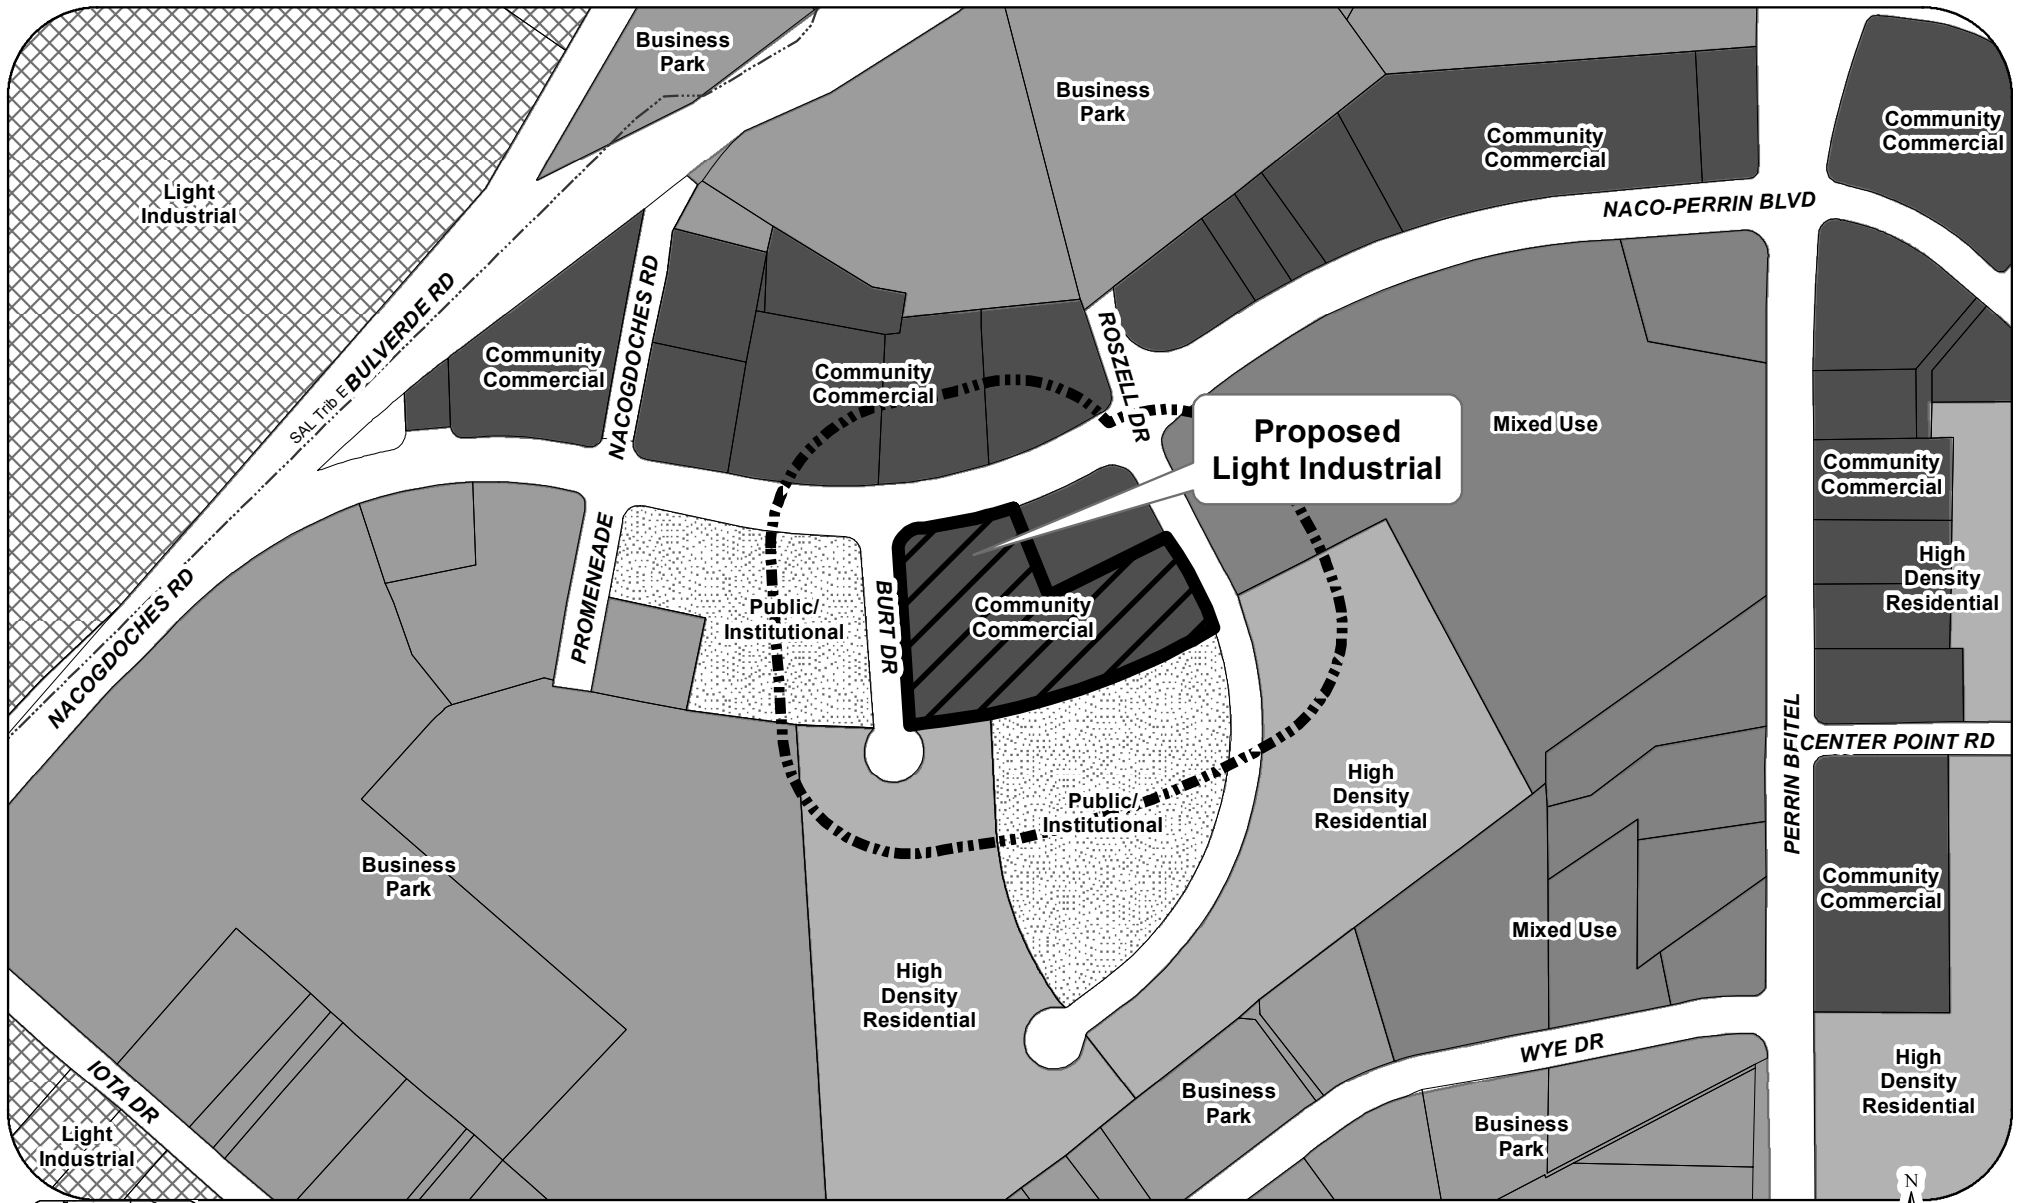 Business
Park
Business
Park
Community
Commercial
Community
Commercial
Light
Industrial
NACO-PERRIN BLVD
BULVERDE RD
SAL Trib E
NACOGDOCHES RD
ROSZELL DR
Community
Commercial
Community
Commercial
Proposed
Light Industrial
Mixed Use
Community
Commercial
High
Density
Residential
NACOGDOCHES RD
PROMENEADE
Public/
Institutional
BURT DR
Community
Commercial
PERRIN BEITEL
CENTER POINT RD
High
Density
Residential
Public/
Institutional
Business
Park
Community
Commercial
Mixed Use
High
Density
Residential
WYE DR
IOTA DR
Business
Park
Business
Park
High
Density
Residential
Light
Industrial
N